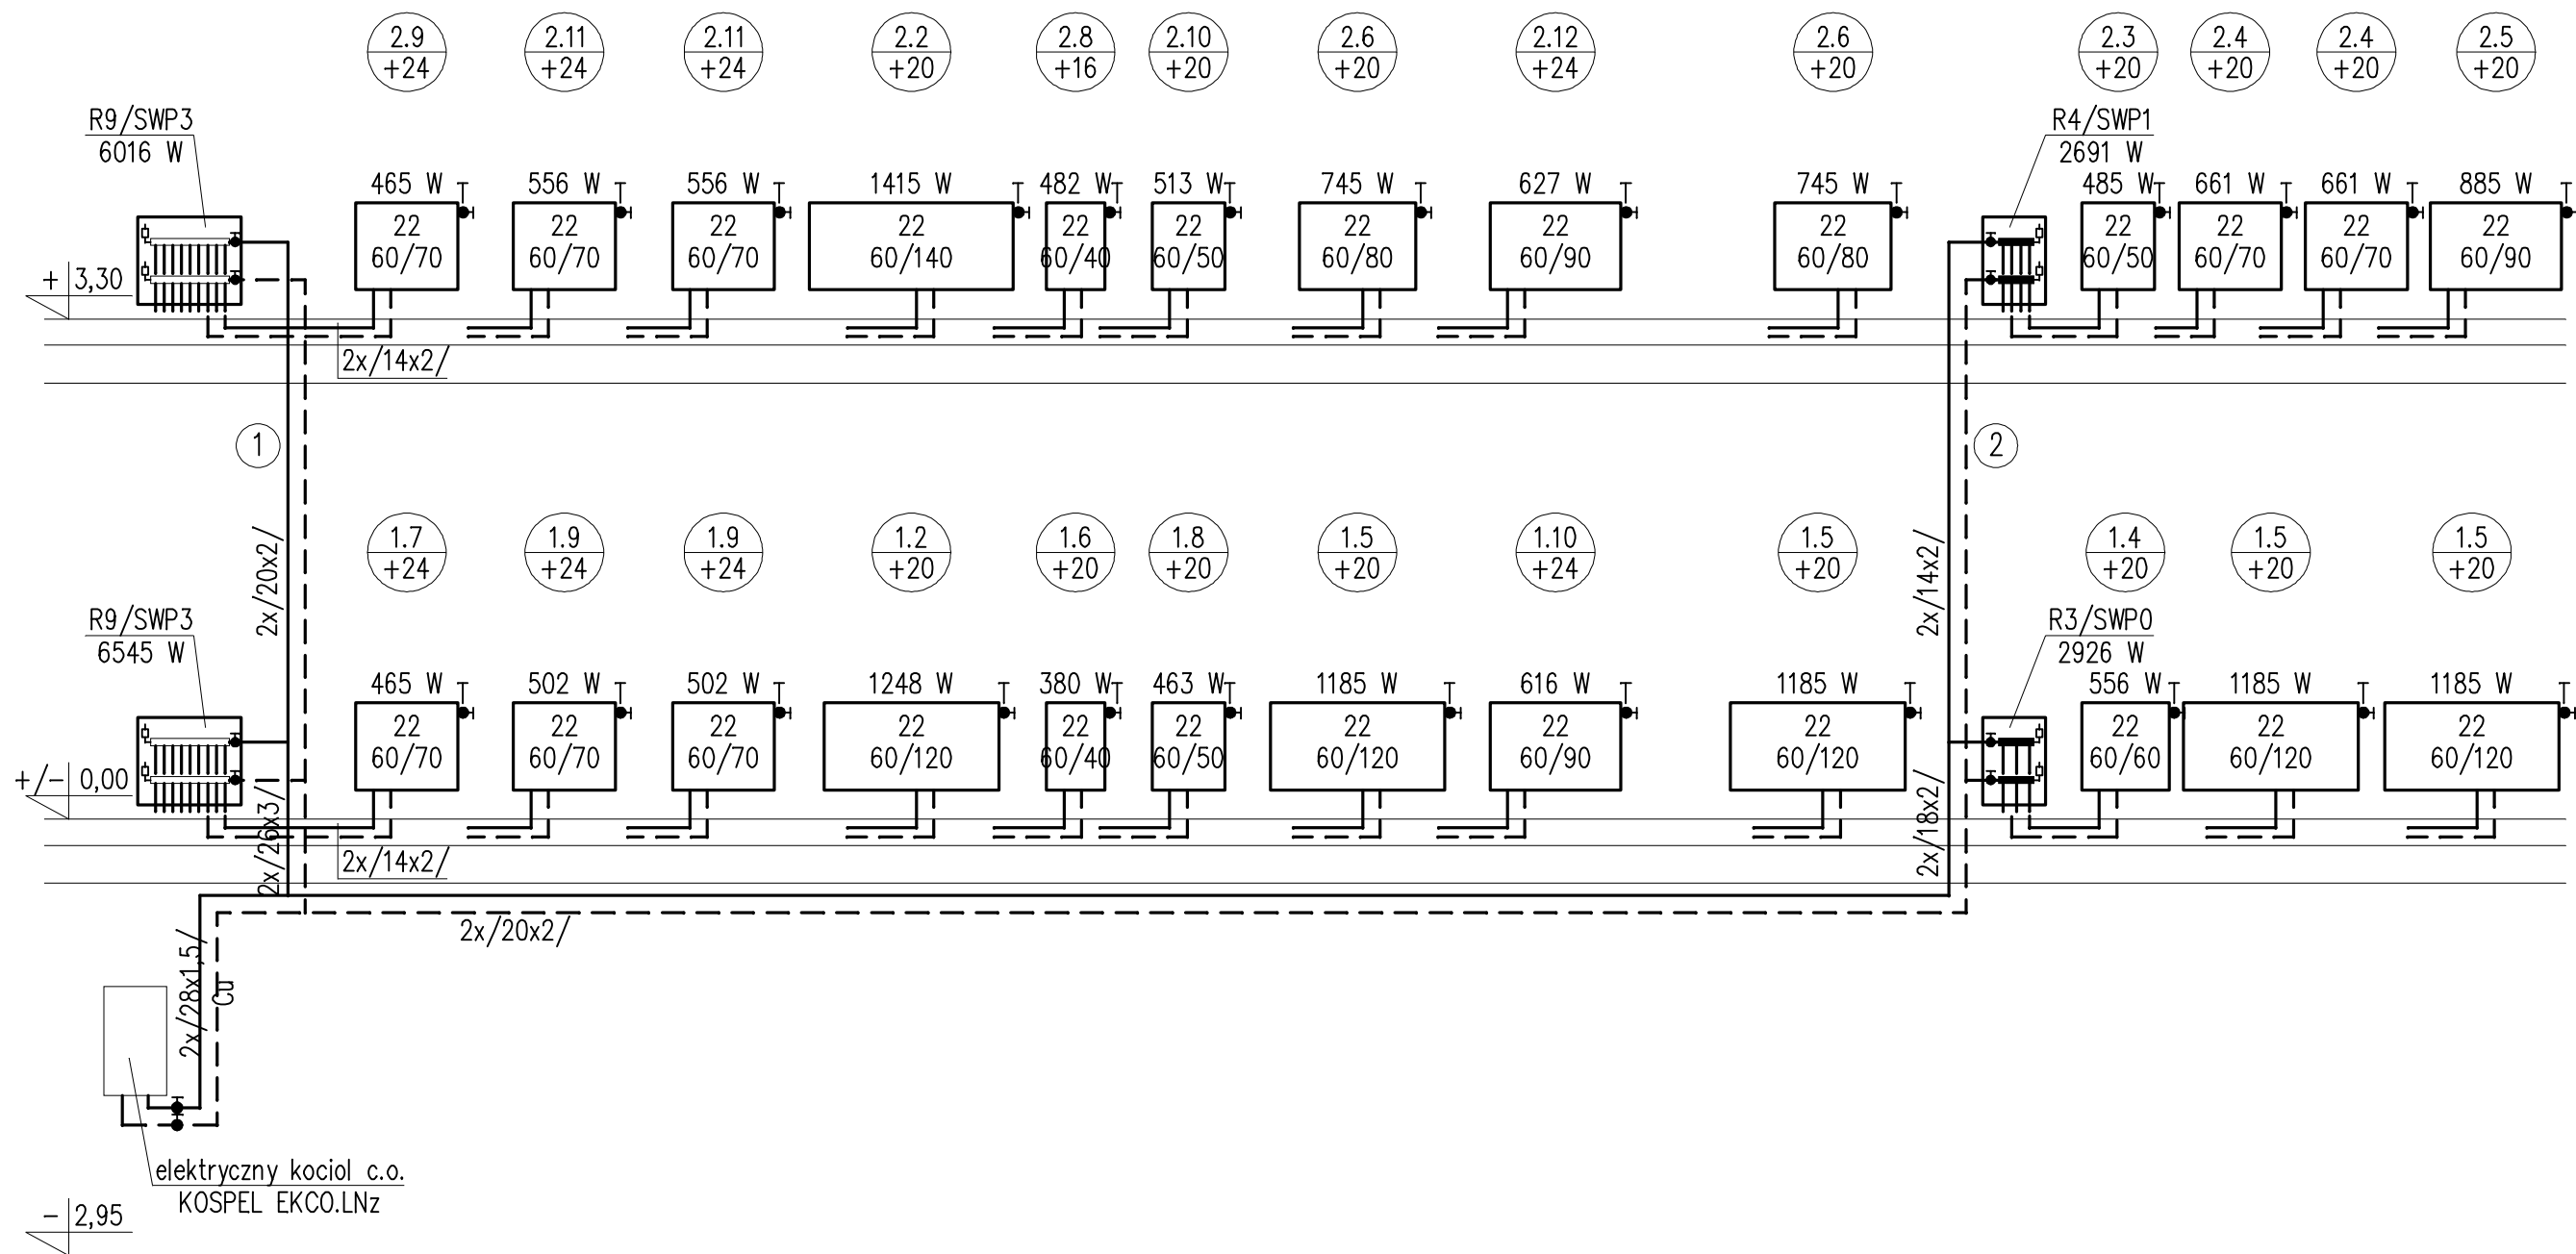 2.9
+24
2.11
+24
2.11
+24
2.2
+20
2.8
+16
2.10
+20
2.6
+20
2.12
+24
2.6
+20
2.3
+20
2.4
+20
2.4
+20
2.5
+20
R9/SWP3
6016 W
R4/SWP1
2691 W
465 W
556 W
556 W
1415 W
482 W
513 W
745 W
627 W
745 W
485 W
661 W
661 W
885 W
22
60/70
22
60/70
22
60/70
22
60/140
22
60/40
22
60/50
22
60/80
22
60/90
22
60/80
22
60/50
22
60/70
22
60/70
22
60/90
+ 3,30
2x/14x2/
1
2
2x/20x2/
2x/14x2/
1.7
+24
1.9
+24
1.9
+24
1.2
+20
1.6
+20
1.8
+20
1.5
+20
1.10
+24
1.5
+20
1.4
+20
1.5
+20
1.5
+20
R9/SWP3
6545 W
R3/SWP0
2926 W
465 W
502 W
502 W
1248 W
380 W
463 W
1185 W
616 W
1185 W
556 W
1185 W
1185 W
22
60/70
22
60/70
22
60/70
22
60/120
22
60/40
22
60/50
22
60/120
22
60/90
22
60/120
22
60/60
22
60/120
22
60/120
+/- 0,00
2x/26x3/
2x/14x2/
2x/18x2/
2x/20x2/
2x/28x1,5/
Cu
elektryczny kociol c.o.
KOSPEL EKCO.LNz
- 2,95